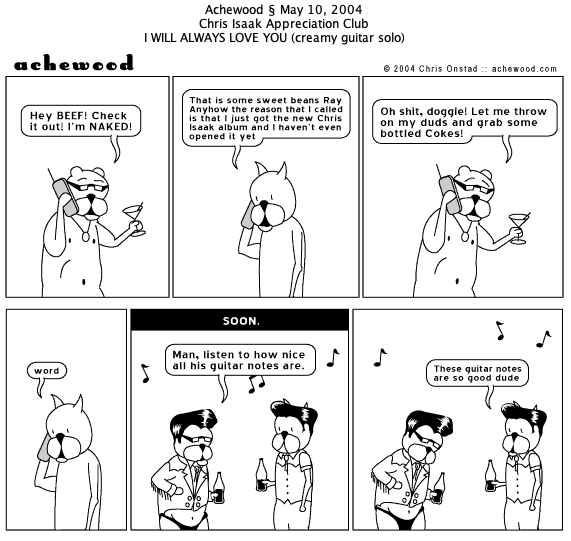 Achewood § May 10, 2004
Chris Isaak Appreciation Club
I WILL ALWAYS LOVE YOU (creamy guitar solo)
achewood
© 2004 Chris Onstad :: achewood.com
Hey BEEF! Check
it out! I'm NAKED!
That is some sweet beans Ray
Anyhow the reason that I called
is that I just got the new Chris
Isaak album and I haven't even
opened it yet
Oh shit, doggie! Let me throw
on my duds and grab some
bottled Cokes!
word
SOON.
Man, listen to how nice
all his guitar notes are.
These guitar notes
are so good dude